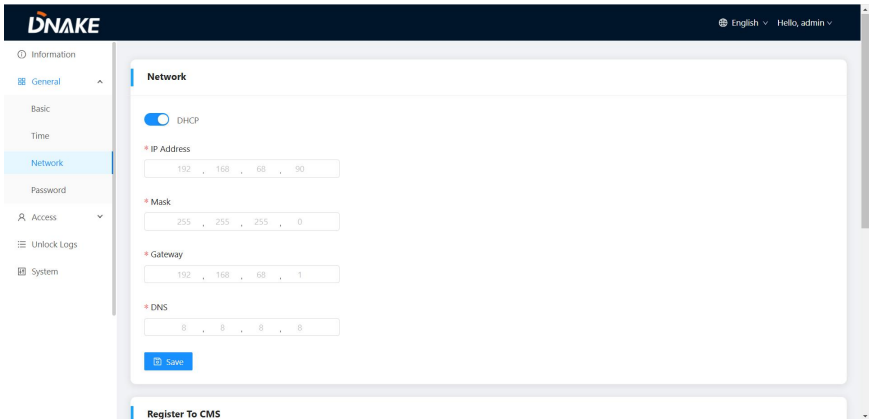 DNAKE
English Hello, admin
Information
General
Basic
Time
Network
Password
Access
Unlock Logs
System
Network
DHCP
* IP Address
192 . 168 . 68 . 90
* Mask
255 . 255 . 255 . 0
* Gateway
192 . 168 . 68 . 1
* DNS
8 . 8 . 8 . 8
Save
Register To CMS